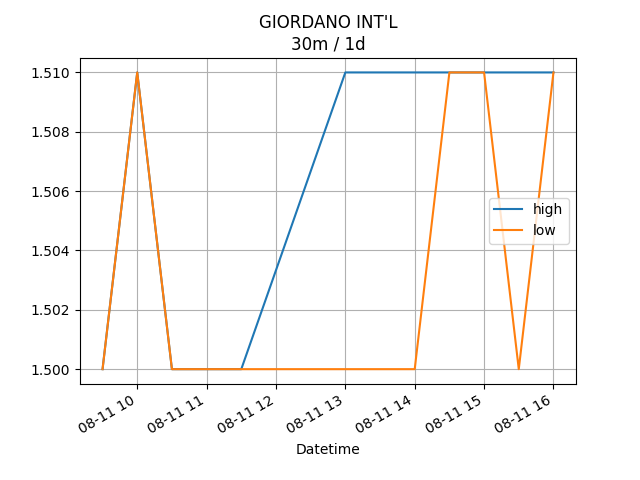 GIORDANO INT'L
30m / 1d
1.510
1.508
1.506
1.504
1.502
1.500
high
low
08-11 10
08-11 11
08-11 12
08-11 13
08-11 14
08-11 15
08-11 16
Datetime